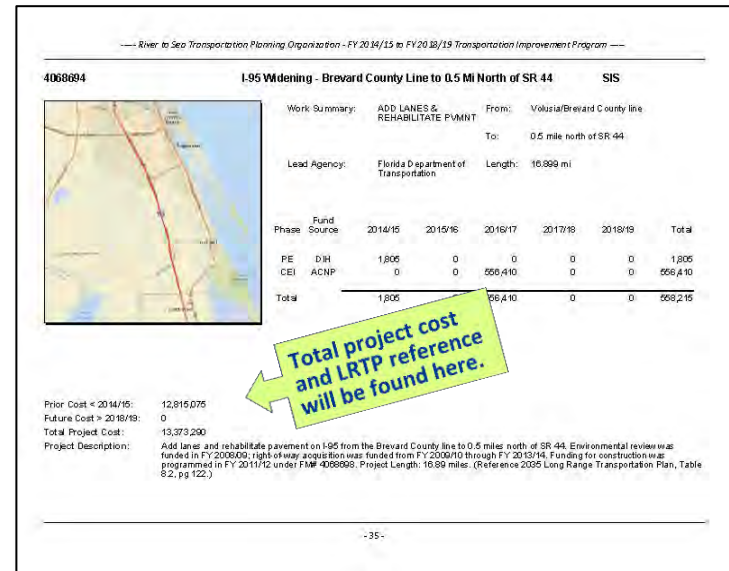 ---- River to Sea Transportation Planning Organization - FY 2014/15 to FY 2018/19 Transportation Improvement Program ----
4068694 I-95 Widening - Brevard County Line to 0.5 Mi North of SR 44 SIS
Work Summary: ADD LANES & REHABILITATE PVMNT From: Volusia/Brevard County line
To: 0.5 mile north of SR 44
Lead Agency: Florida Department of Transportation Length: 16.899 mi
Phase Fund Source 2014/15 2015/16 2016/17 2017/18 2018/19 Total
PE DIH 1,805 0 0 0 0 1,805
CEI ACNP 0 0 556,410 0 0 556,410
Total 1,805 0 56,410 0 0 558,215
Total project cost
and LRTP reference
will be found here.
Prior Cost < 2014/15: 12,815,075
Future Cost > 2018/19: 0
Total Project Cost: 13,373,290
Project Description: Add lanes and rehabilitate pavement on I-95 from the Brevard County line to 0.5 miles north of SR 44. Environmental review was
funded in FY 2008/09; right-of-way acquisition was funded from FY 2009/10 through FY 2013/14. Funding for construction was
programmed in FY 2011/12 under FM# 4068698. Project Length: 16.89 miles. (Reference 2035 Long Range Transportation Plan, Table
8.2, pg 122.)
- 35 -